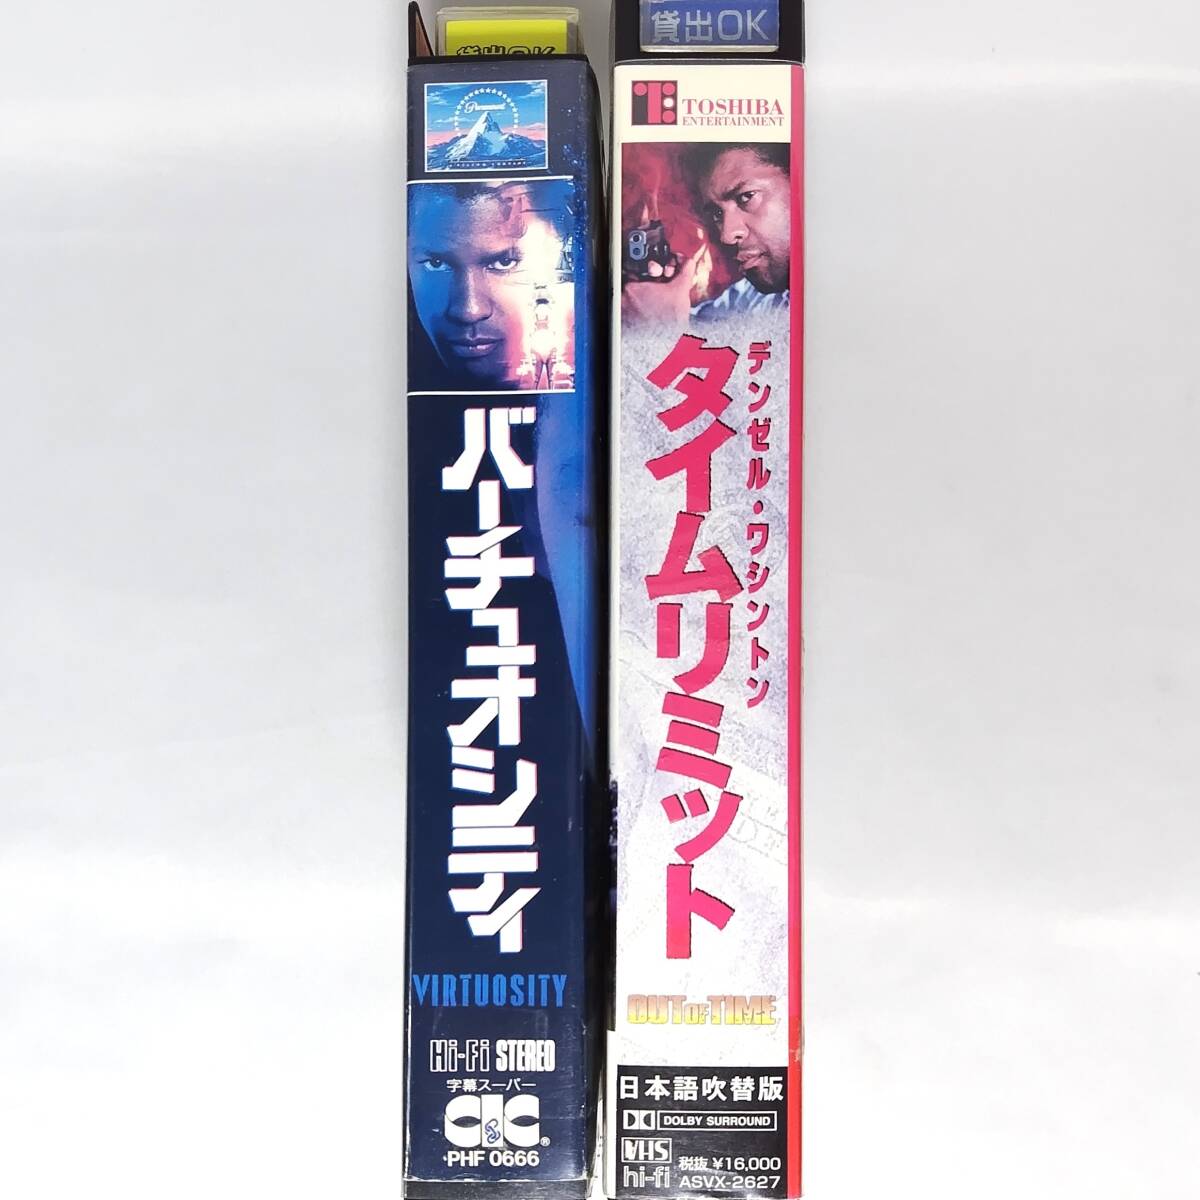 貸出OK
Paramount
バーチュオシティ
VIRTUOSITY
Hi-Fi STEREO
字幕スーパー
CIC
®
PHF 0666
貸出OK
TOSHIBA
ENTERTAINMENT
デンゼル・ワシントン
タイムリミット
OUT OF TIME
日本語吹替版
DOLBY SURROUND
VHS
hi-fi
税抜 ¥16,000
ASVX-2627